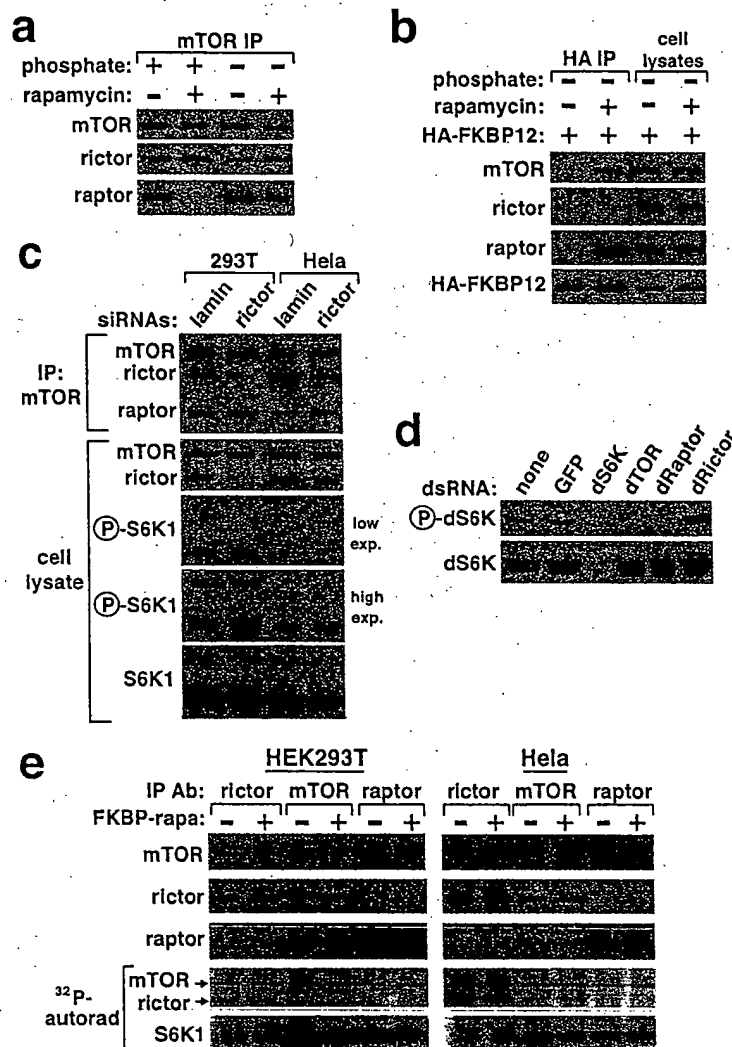 a
mTOR IP
phosphate: + + - -
rapamycin: - + - +
mTOR
rictor
raptor
b
HA IP cell lysates
phosphate: - - - -
rapamycin: - + - +
HA-FKBP12: + + + +
mTOR
rictor
raptor
HA-FKBP12
c
293T Hela
siRNAs: lamin rictor lamin rictor
IP: mTOR
mTOR
rictor
raptor
cell lysate
mTOR
rictor
P-S6K1 low exp.
P-S6K1 high exp.
S6K1
d
dsRNA: none GFP dS6K dTOR dRaptor dRictor
P-dS6K
dS6K
e
HEK293T Hela
IP Ab: rictor mTOR raptor rictor mTOR raptor
FKBP-rapa: - + - + - + - + - + - +
mTOR
rictor
raptor
32P-autorad
mTOR
rictor
S6K1